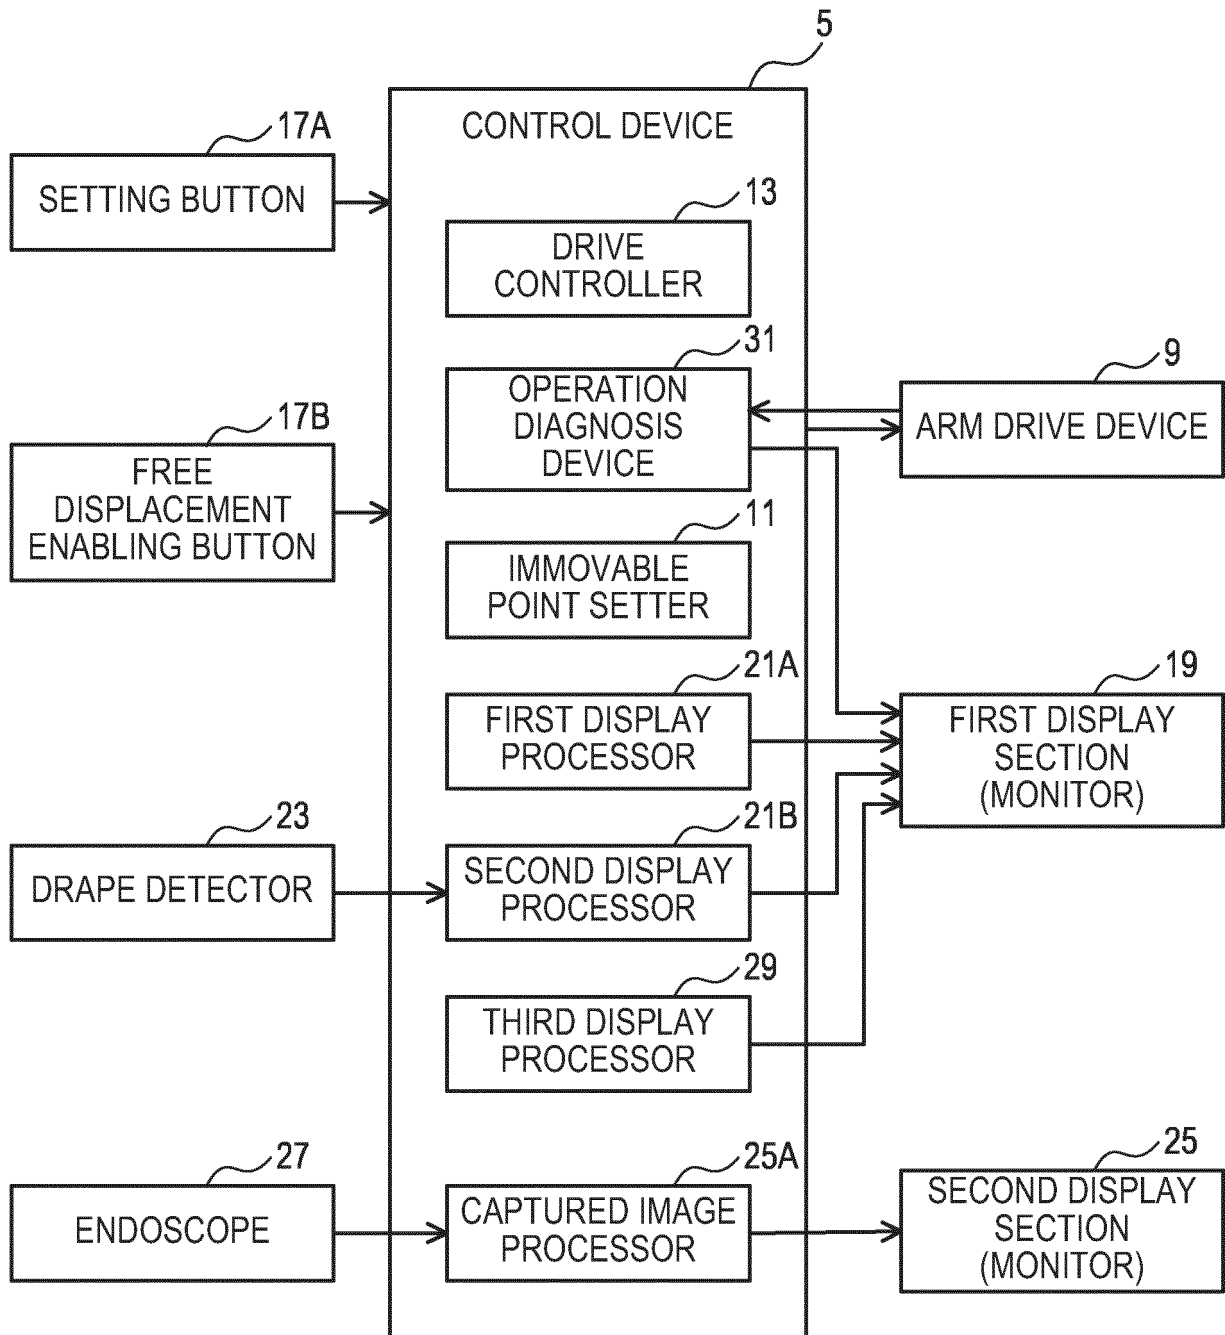 5
CONTROL DEVICE
17A
SETTING BUTTON
13
DRIVE
CONTROLLER
31
OPERATION
DIAGNOSIS
DEVICE
9
ARM DRIVE DEVICE
17B
FREE
DISPLACEMENT
ENABLING BUTTON
11
IMMOVABLE
POINT SETTER
21A
FIRST DISPLAY
PROCESSOR
19
FIRST DISPLAY
SECTION
(MONITOR)
23
DRAPE DETECTOR
21B
SECOND DISPLAY
PROCESSOR
29
THIRD DISPLAY
PROCESSOR
27
ENDOSCOPE
25A
CAPTURED IMAGE
PROCESSOR
25
SECOND DISPLAY
SECTION
(MONITOR)